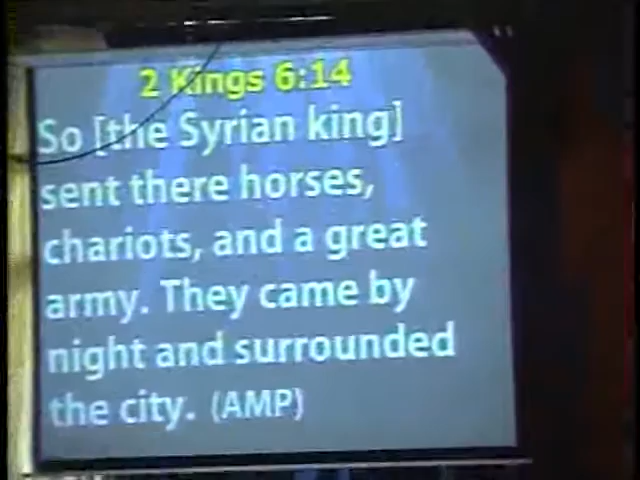 2 Kings 6:14
So [the Syrian king]
sent there horses,
chariots, and a great
army. They came by
night and surrounded
the city. (AMP)